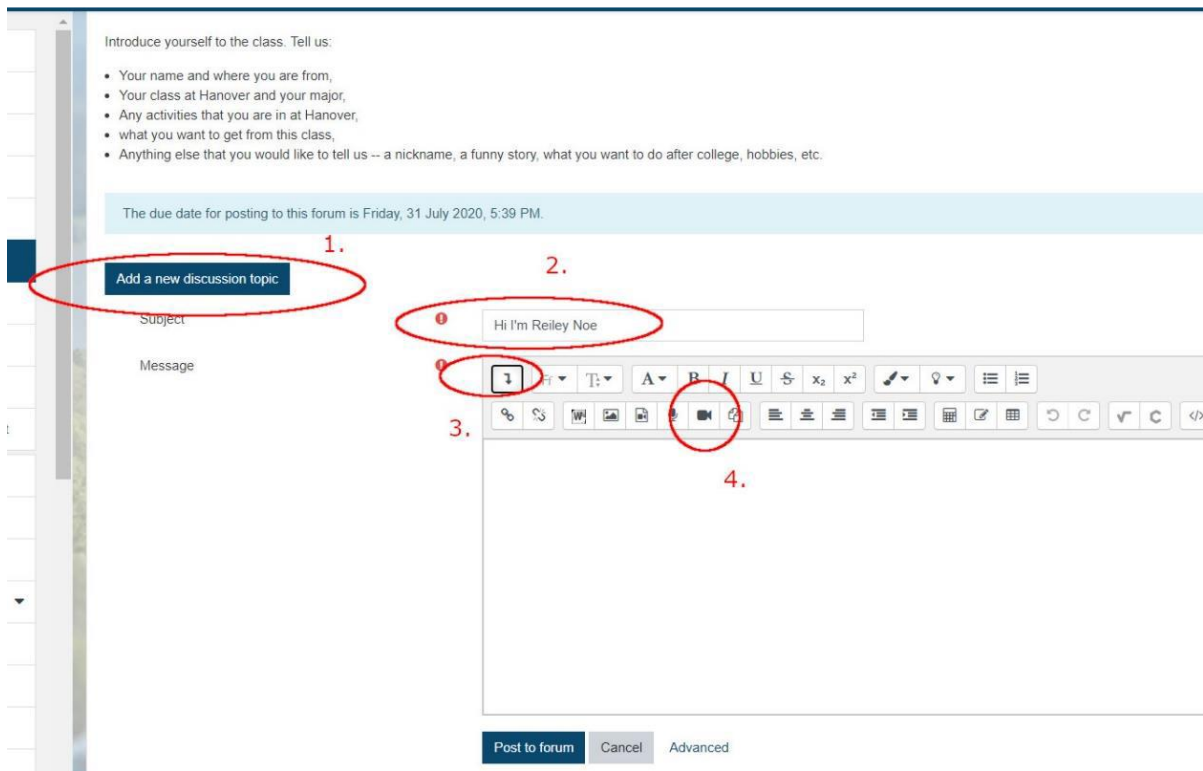 Introduce yourself to the class. Tell us:
• Your name and where you are from,
• Your class at Hanover and your major,
• Any activities that you are in at Hanover,
• what you want to get from this class,
• Anything else that you would like to tell us -- a nickname, a funny story, what you want to do after college, hobbies, etc.
The due date for posting to this forum is Friday, 31 July 2020, 5:39 PM.
1.
Add a new discussion topic
2.
Subject
Hi I'm Reiley Noe
Message
A B I U S x₂ x²
3.
4.
Post to forum Cancel Advanced